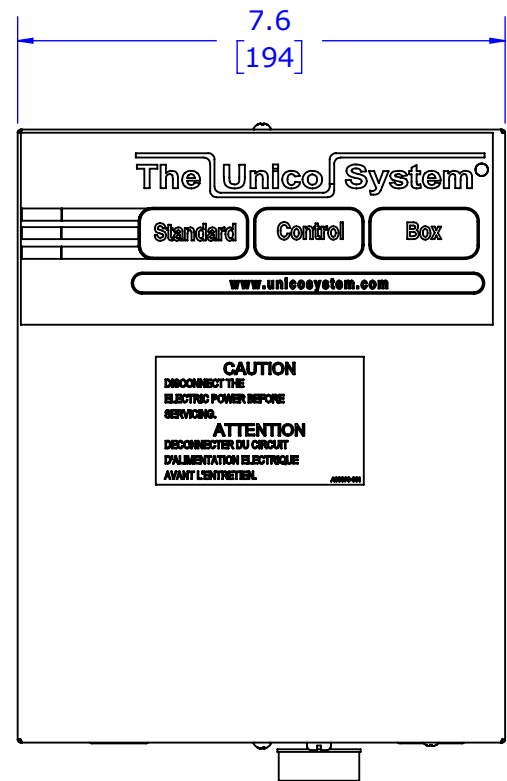 7.6
[194]
The Unico System
Standard Control Box
www.unicosystem.com
CAUTION
DISCONNECT THE
ELECTRIC POWER BEFORE
SERVICING.
ATTENTION
DECONNECTER DU CIRCUIT
D'ALIMENTATION ELECTRIQUE
AVANT L'ENTRETIEN.